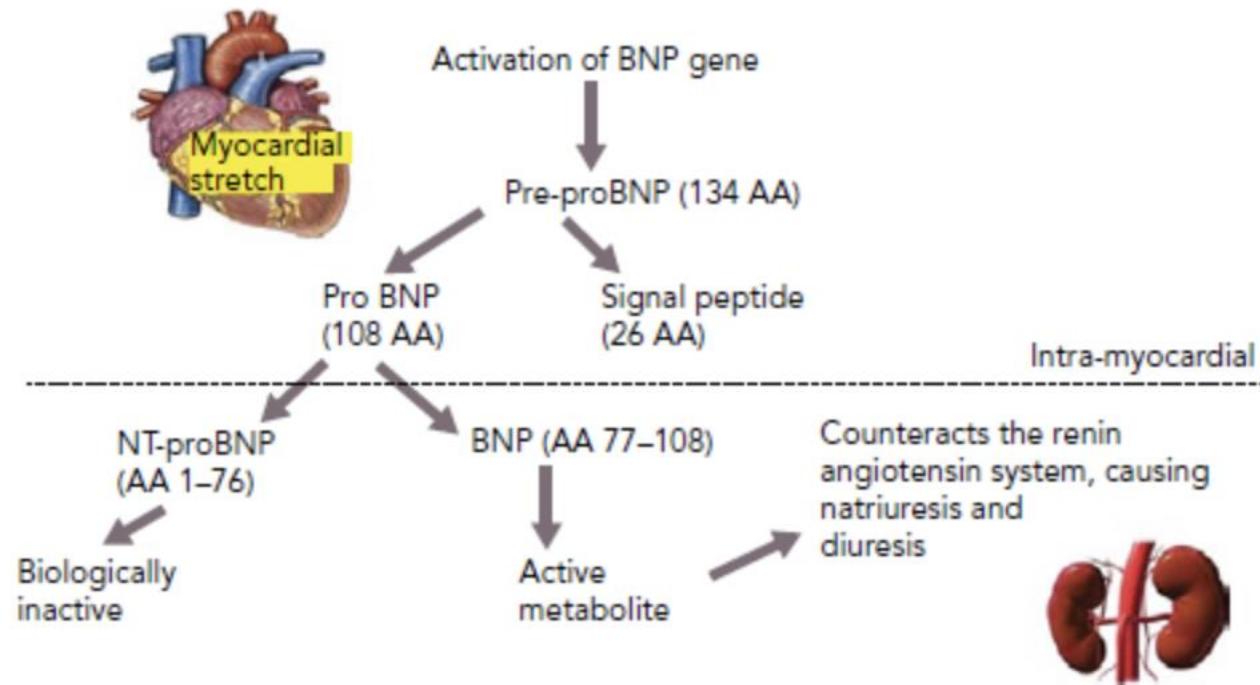 Activation of BNP gene
Myocardial
stretch
Pre-proBNP (134 AA)
Pro BNP
(108 AA)
Signal peptide
(26 AA)
Intra-myocardial
NT-proBNP
(AA 1–76)
BNP (AA 77–108)
Counteracts the renin
angiotensin system, causing
natriuresis and
diuresis
Biologically
inactive
Active
metabolite